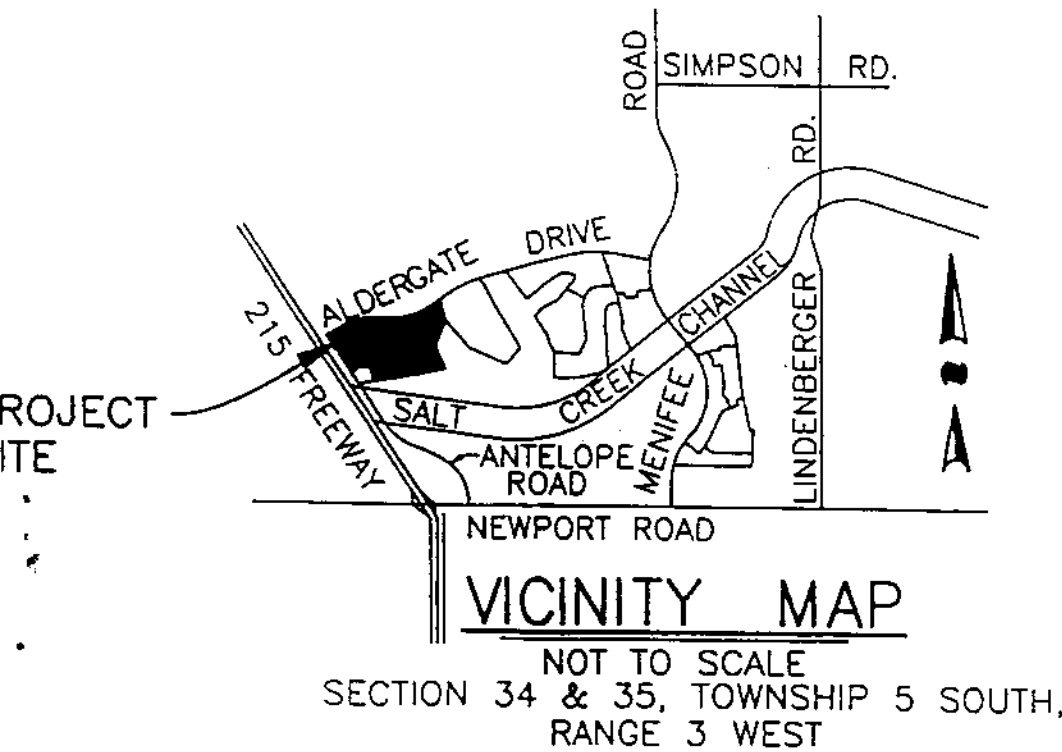 ROAD
SIMPSON RD.
RD.
ALDERGATE DRIVE
215 FREEWAY
ROJECT
ITE
SALT CREEK CHANNEL
ANTELOPE
ROAD
MENIFEE
LINDENBERGER
NEWPORT ROAD
VICINITY MAP
NOT TO SCALE
SECTION 34 & 35, TOWNSHIP 5 SOUTH,
RANGE 3 WEST